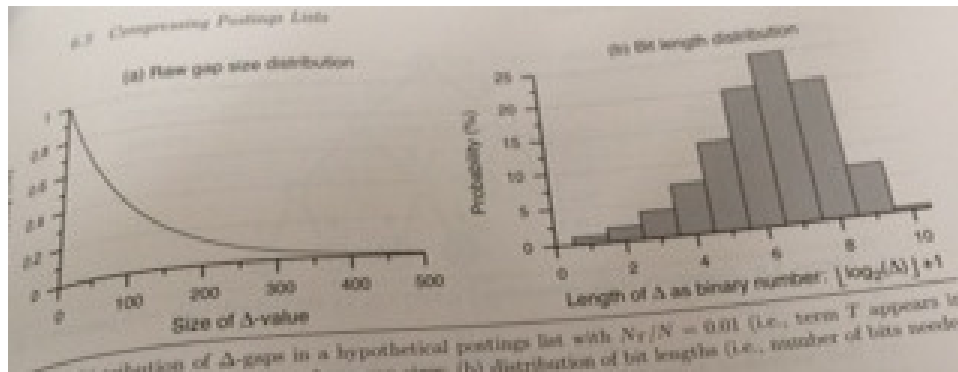 6.3 Compressing Postings Lists
(a) Raw gap size distribution
(b) Bit length distribution
1
0.8
0.6
0.4
0.2
0
0 100 200 300 400 500
Size of Δ-value
Probability (%)
25
20
15
10
5
0
0 2 4 6 8 10
Length of Δ as binary number: ⌊log₂(Δ)⌋+1
tribution of Δ-gaps in a hypothetical postings list with N_T/N = 0.01 (i.e., term T appears in
(b) distribution of bit lengths (i.e., number of bits neede